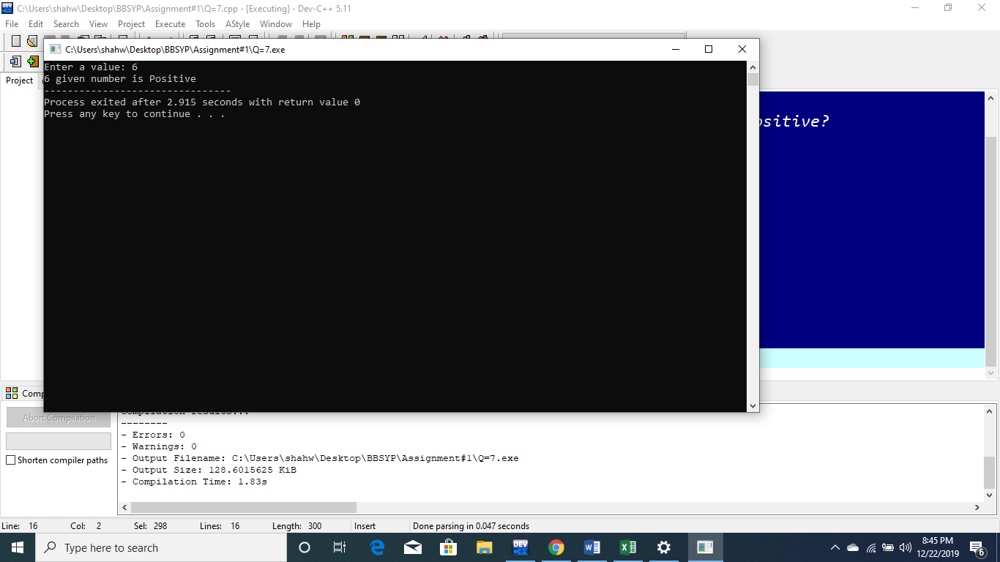 C:\Users\shahw\Desktop\BBSYP\Assignment#1\Q=7.cpp - [Executing] - Dev-C++ 5.11
File Edit Search View Project Execute Tools AStyle Window Help
C:\Users\shahw\Desktop\BBSYP\Assignment#1\Q=7.exe
Enter a value: 6
6 given number is Positive
--------------------------------
Process exited after 2.915 seconds with return value 0
Press any key to continue . . .
Project
ositive?
Comp
Abort Compilation
Shorten compiler paths
Compilation results...
--------
- Errors: 0
- Warnings: 0
- Output Filename: C:\Users\shahw\Desktop\BBSYP\Assignment#1\Q=7.exe
- Output Size: 128.6015625 KiB
- Compilation Time: 1.83s
Line: 16 Col: 2 Sel: 298 Lines: 16 Length: 300 Insert Done parsing in 0.047 seconds
Type here to search
DEV
8:45 PM
12/22/2019
6